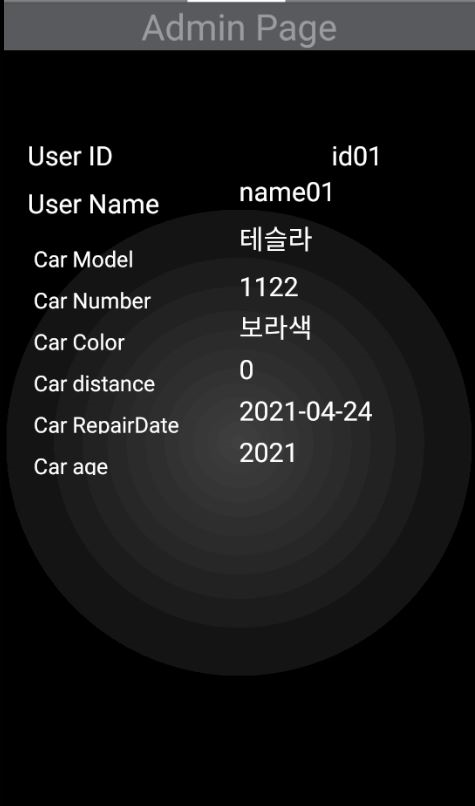 Admin Page
User ID id01
User Name name01
Car Model 테슬라
Car Number 1122
Car Color 보라색
Car distance 0
Car RepairDate 2021-04-24
Car age 2021